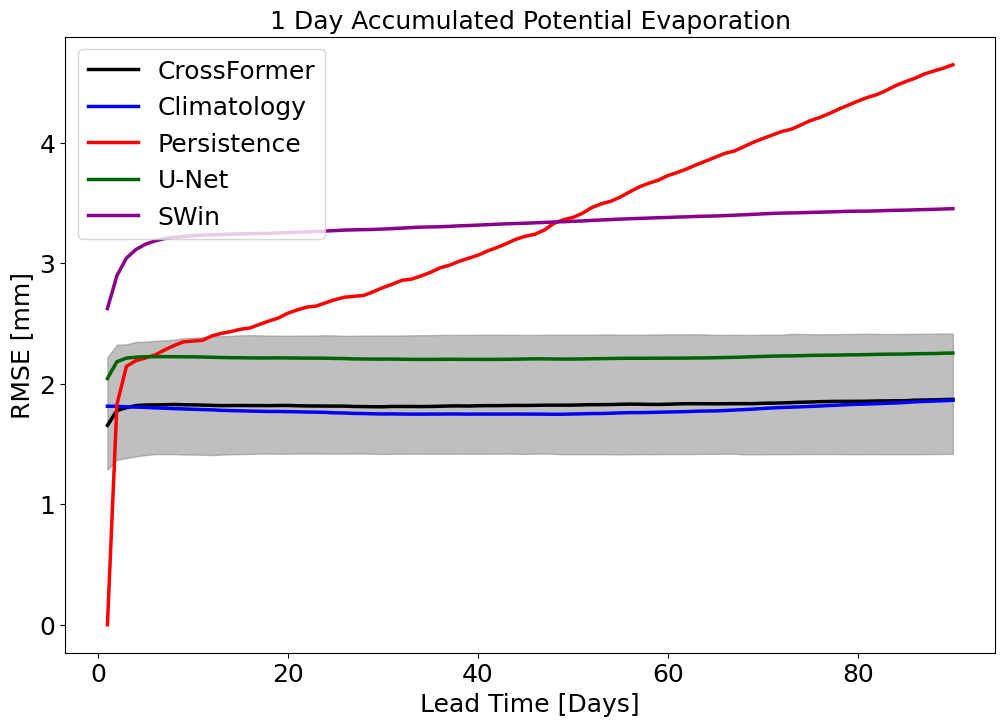 1 Day Accumulated Potential Evaporation
CrossFormer
Climatology
Persistence
U-Net
SWin
RMSE [mm]
4
3
2
1
0
0 20 40 60 80
Lead Time [Days]